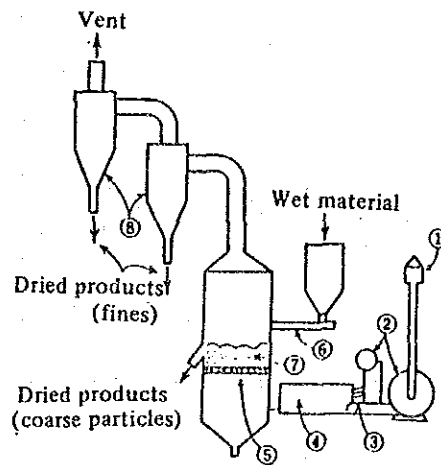 Vent
Wet material
①
②
⑧
Dried products
(fines)
⑥
⑦
Dried products
(coarse particles)
⑤
④
③